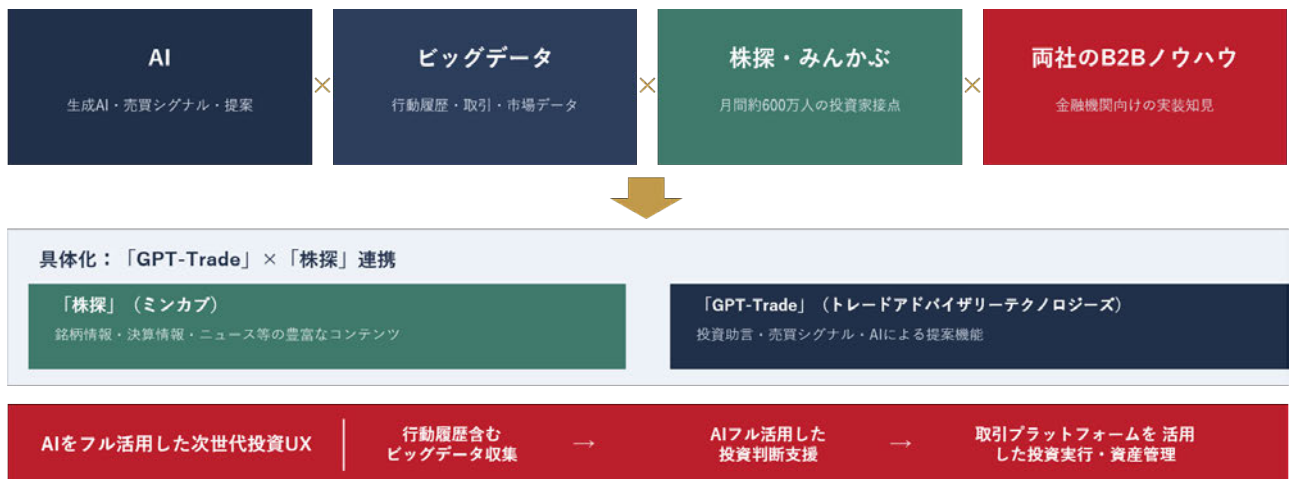 AI
生成AI・売買シグナル・提案
×
ビッグデータ
行動履歴・取引・市場データ
×
株探・みんかぶ
月間約600万人の投資家接点
×
両社のB2Bノウハウ
金融機関向けの実装知見
具体化：「GPT-Trade」×「株探」連携
「株探」（ミンカブ）
銘柄情報・決算情報・ニュース等の豊富なコンテンツ
「GPT-Trade」（トレードアドバイザリーテクノロジーズ）
投資助言・売買シグナル・AIによる提案機能
AIをフル活用した次世代投資UX
行動履歴含む
ビッグデータ収集
→
AIフル活用した
投資判断支援
→
取引プラットフォームを 活用
した投資実行・資産管理